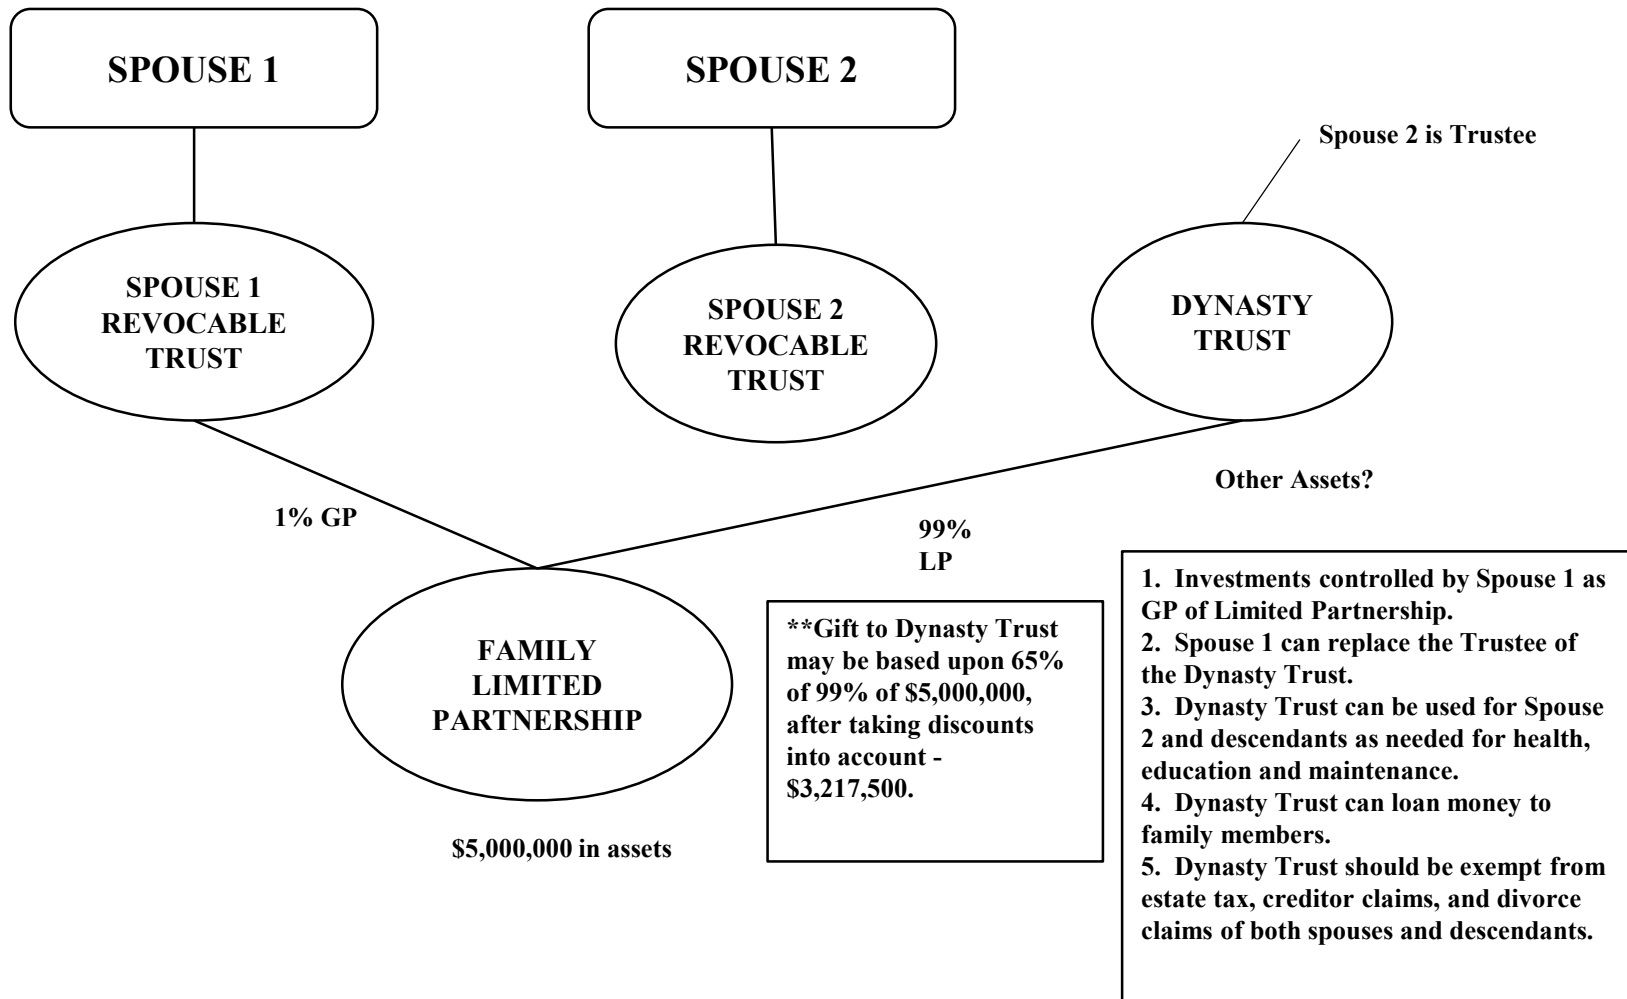 SPOUSE 1
SPOUSE 2
Spouse 2 is Trustee
SPOUSE 1
REVOCABLE
TRUST
SPOUSE 2
REVOCABLE
TRUST
DYNASTY
TRUST
Other Assets?
1% GP
99%
LP
FAMILY
LIMITED
PARTNERSHIP
$5,000,000 in assets
**Gift to Dynasty Trust
may be based upon 65%
of 99% of $5,000,000,
after taking discounts
into account -
$3,217,500.
1. Investments controlled by Spouse 1 as
GP of Limited Partnership.
2. Spouse 1 can replace the Trustee of
the Dynasty Trust.
3. Dynasty Trust can be used for Spouse
2 and descendants as needed for health,
education and maintenance.
4. Dynasty Trust can loan money to
family members.
5. Dynasty Trust should be exempt from
estate tax, creditor claims, and divorce
claims of both spouses and descendants.